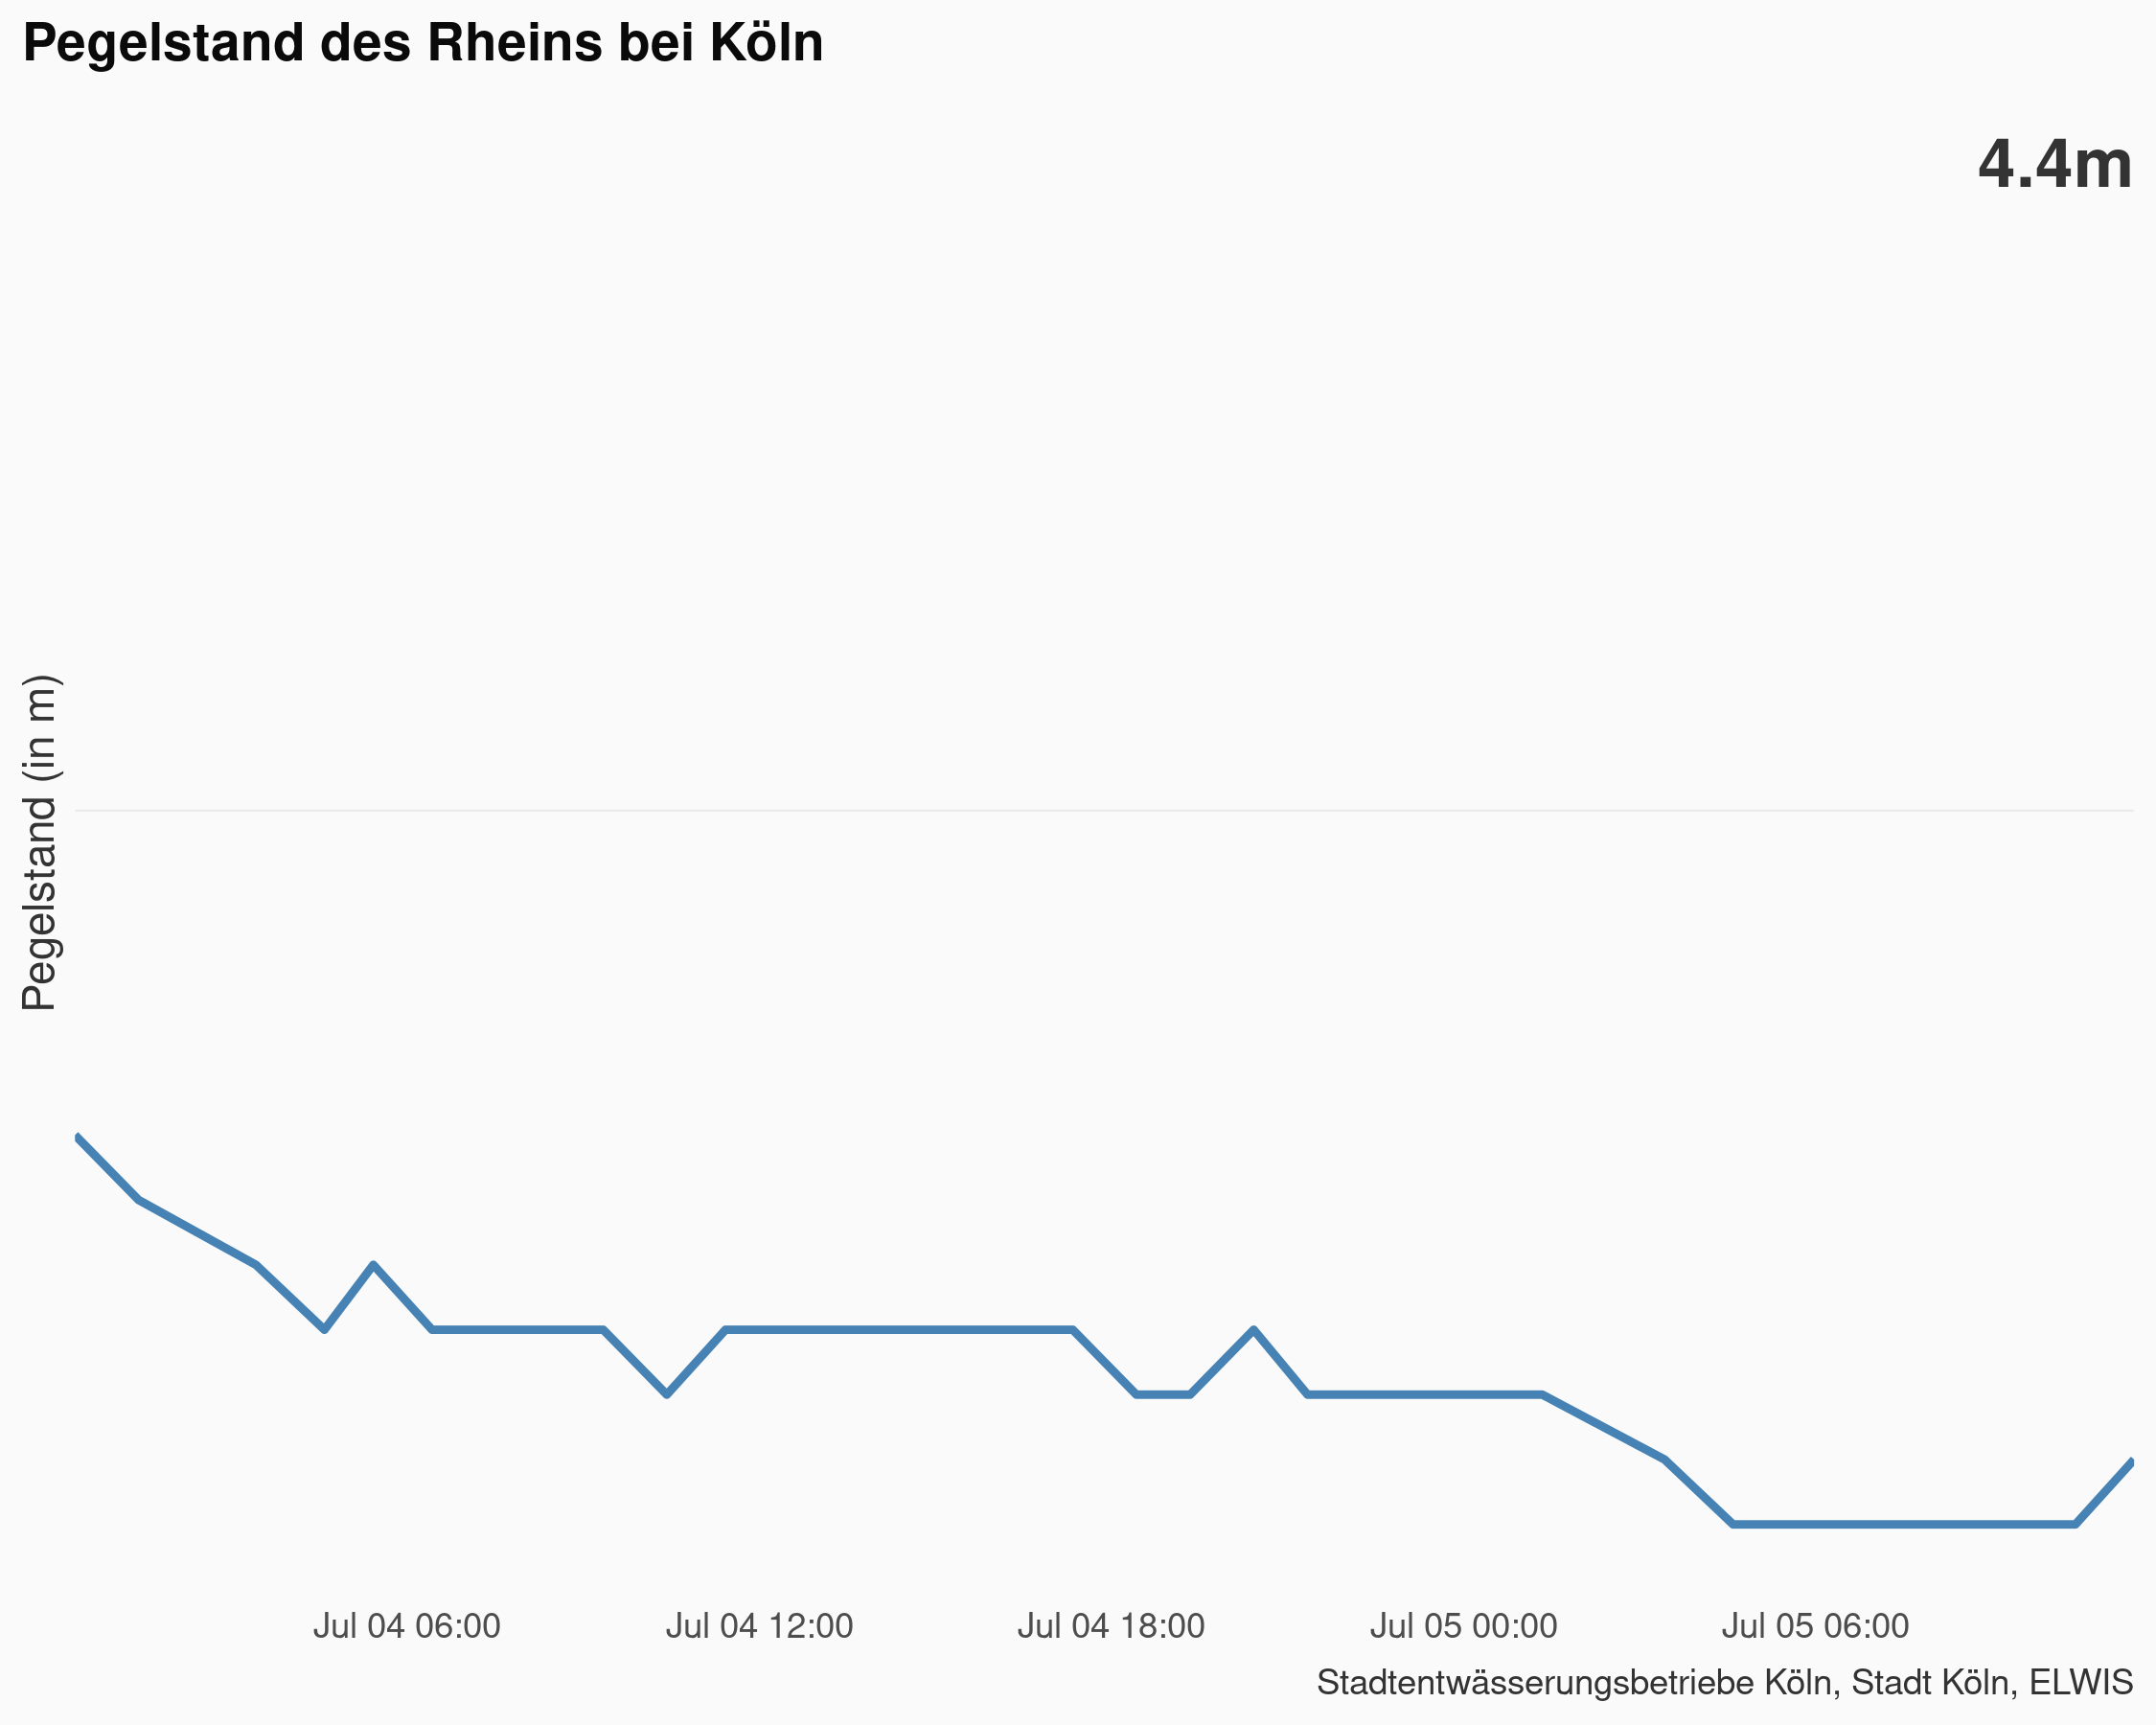 Pegelstand des Rheins bei Köln
4.4m
Pegelstand (in m)
Jul 04 06:00
Jul 04 12:00
Jul 04 18:00
Jul 05 00:00
Jul 05 06:00
Stadtentwässerungsbetriebe Köln, Stadt Köln, ELWIS